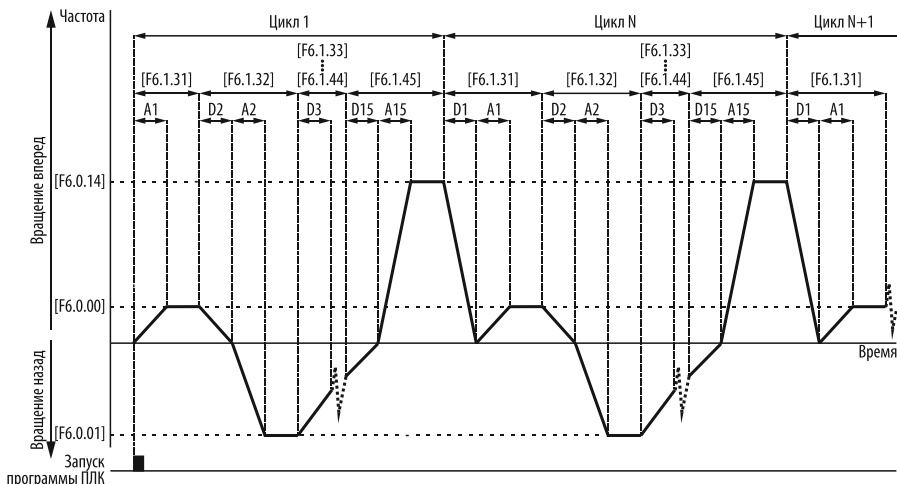 Частота
Цикл 1
Цикл N
Цикл N+1
[F6.1.33]
[F6.1.33]
[F6.1.31]
[F6.1.32]
[F6.1.44]
[F6.1.45]
[F6.1.31]
[F6.1.32]
[F6.1.44]
[F6.1.45]
[F6.1.31]
A1
D2
A2
D3
D15
A15
D1
A1
D2
A2
D3
D15
A15
D1
A1
Вращение вперед
[F6.0.14]
[F6.0.00]
Время
Вращение назад
[F6.0.01]
Запуск
программы ПЛК